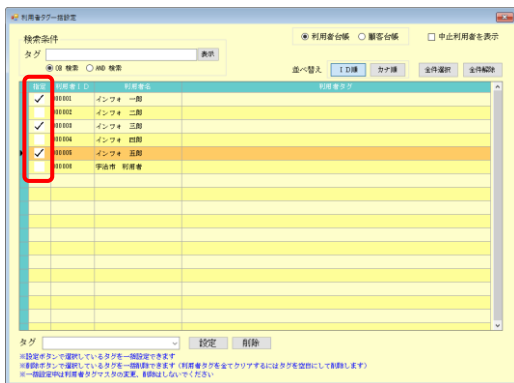 利用者タグ一括設定
検索条件
タグ 表示
OR 検索 AND 検索
利用者台帳 顧客台帳 中止利用者を表示
並べ替え ID順 カナ順 全件選択 全件解除
指定 利用者ID 利用者名 利用者タグ
000001 インフォ 一郎
000002 インフォ 二郎
000003 インフォ 三郎
000004 インフォ 四郎
000005 インフォ 五郎
000008 宇治市 利用者
タグ 設定 削除
※設定ボタンで選択しているタグを一括設定できます
※削除ボタンで選択しているタグを一括削除できます（利用者タグを全てクリアするにはタグを空白にして削除します）
※一括設定中は利用者タグマスタの変更、削除はしないでください